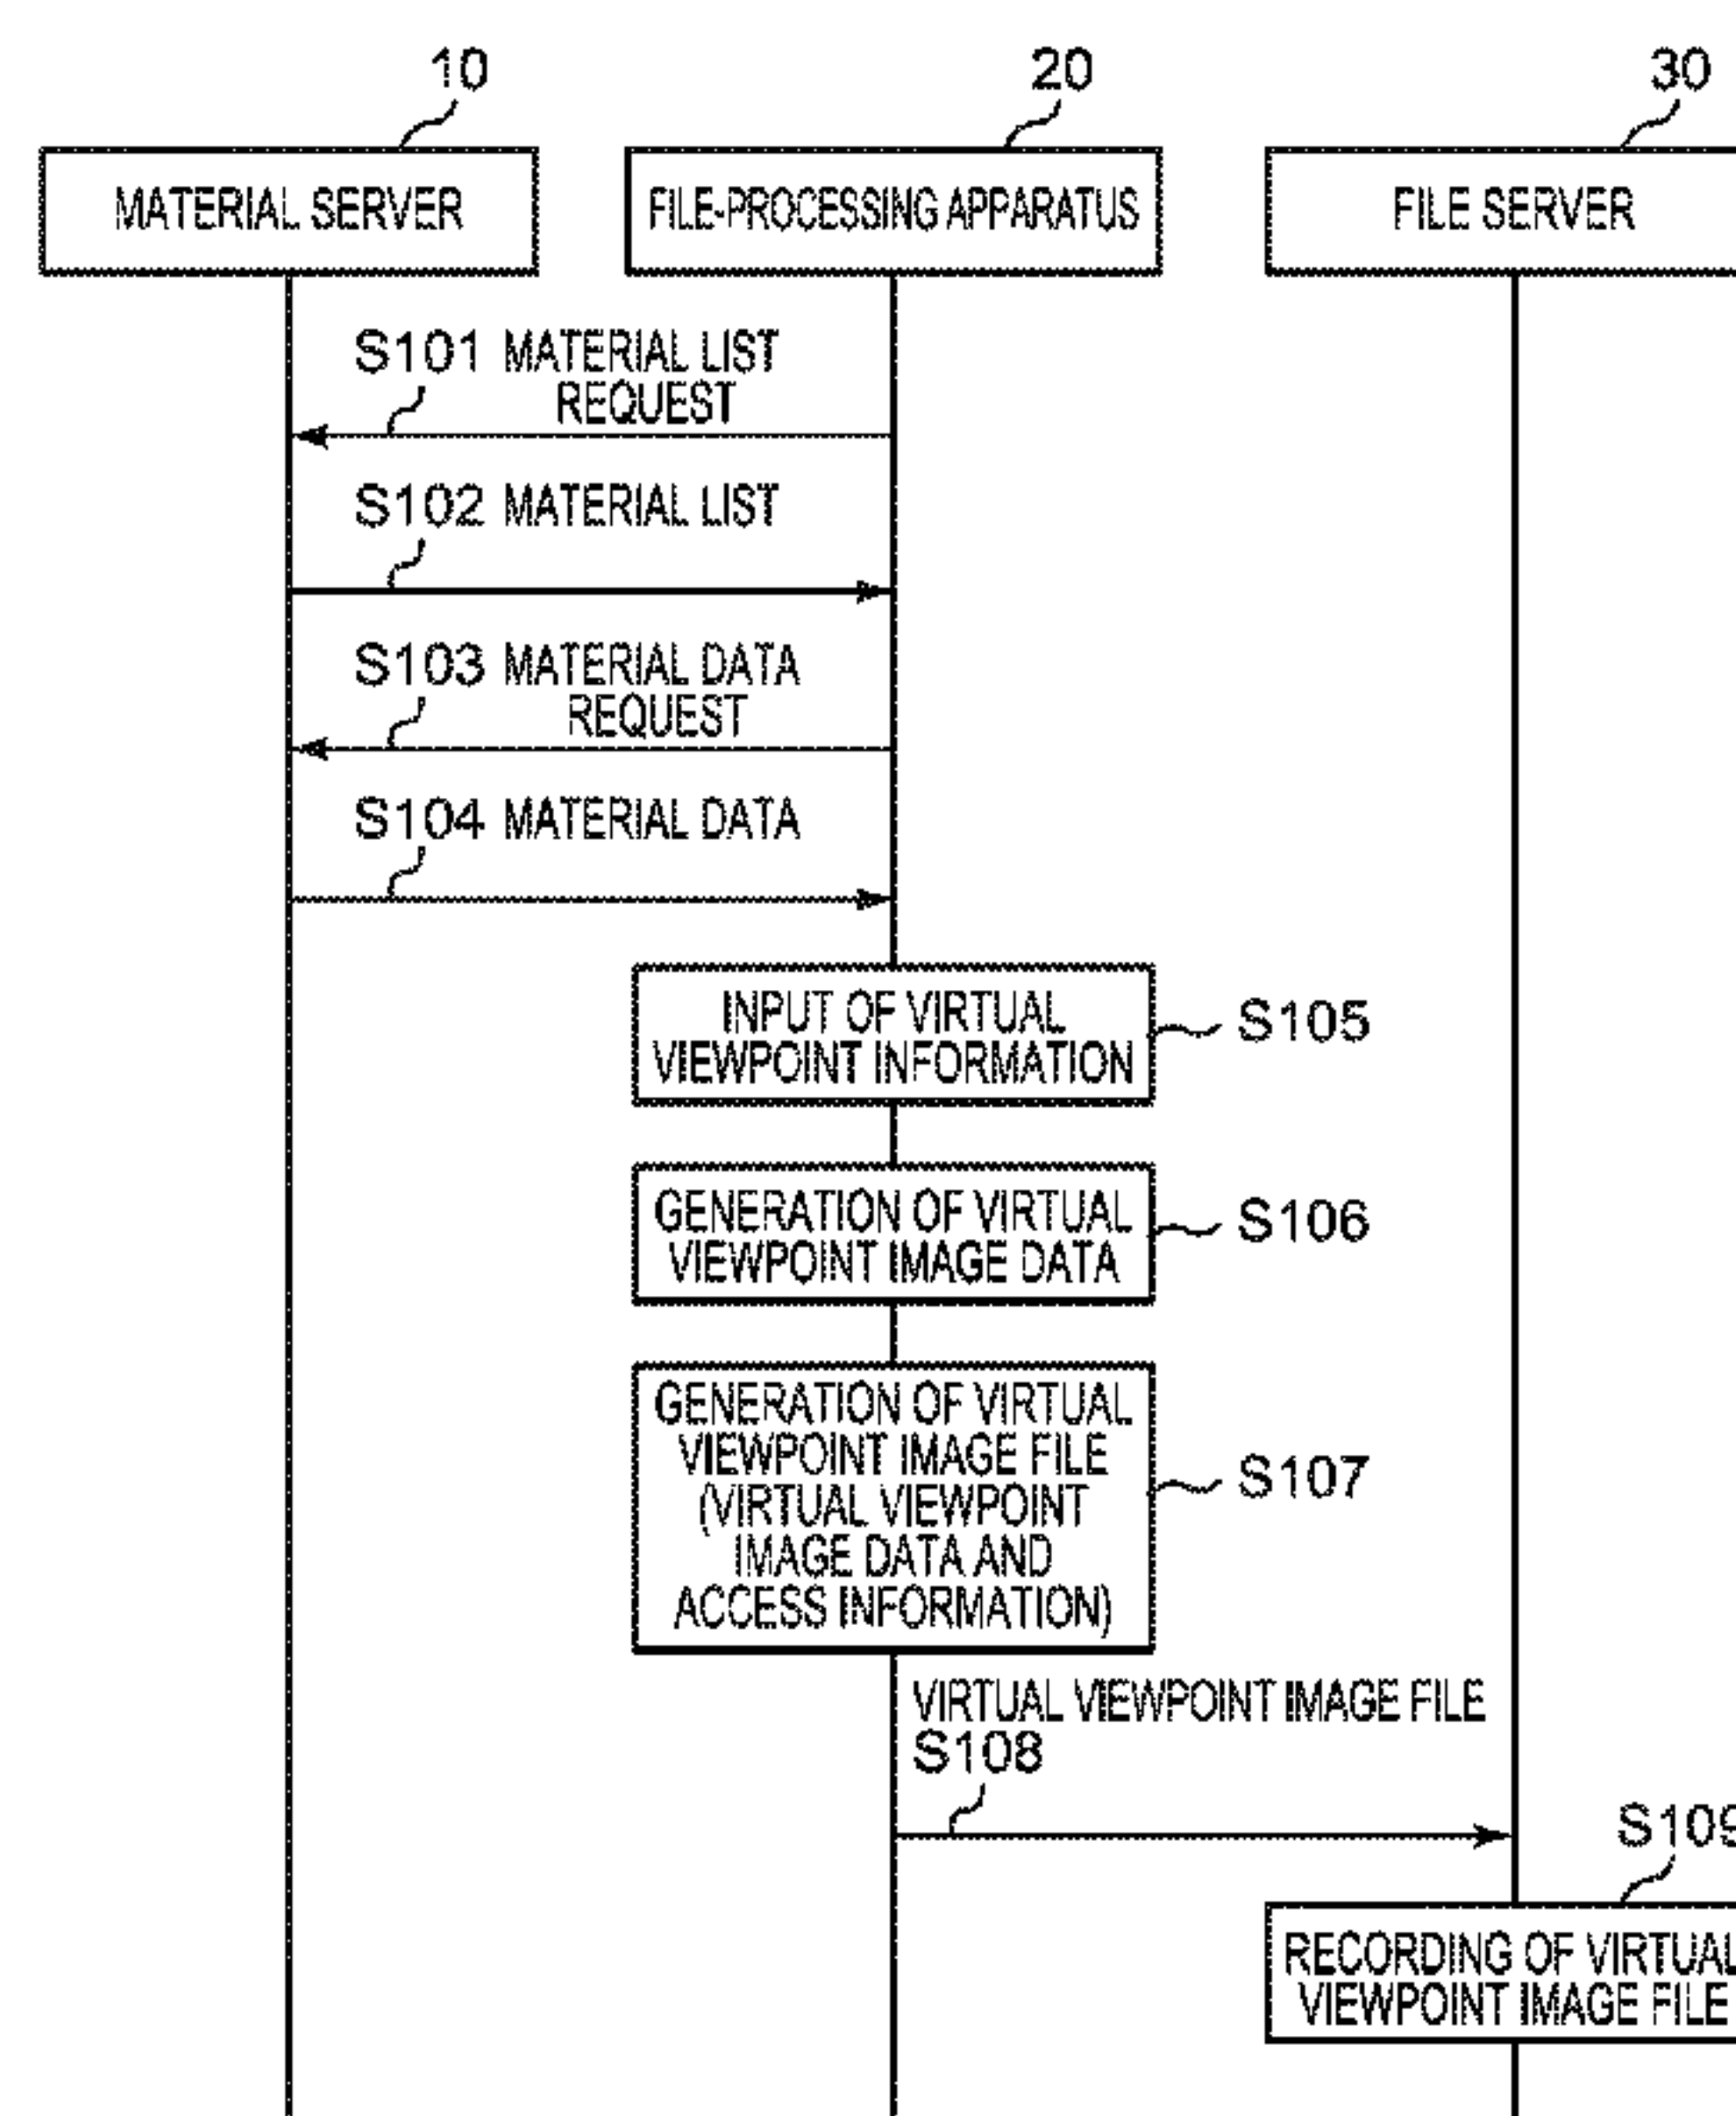 10
20
30
MATERIAL SERVER
FILE-PROCESSING APPARATUS
FILE SERVER
S101 MATERIAL LIST
REQUEST
S102 MATERIAL LIST
S103 MATERIAL DATA
REQUEST
S104 MATERIAL DATA
INPUT OF VIRTUAL
VIEWPOINT INFORMATION
S105
GENERATION OF VIRTUAL
VIEWPOINT IMAGE DATA
S106
GENERATION OF VIRTUAL
VIEWPOINT IMAGE FILE
(VIRTUAL VIEWPOINT
IMAGE DATA AND
ACCESS INFORMATION)
S107
VIRTUAL VIEWPOINT IMAGE FILE
S108
S109
RECORDING OF VIRTUAL
VIEWPOINT IMAGE FILE